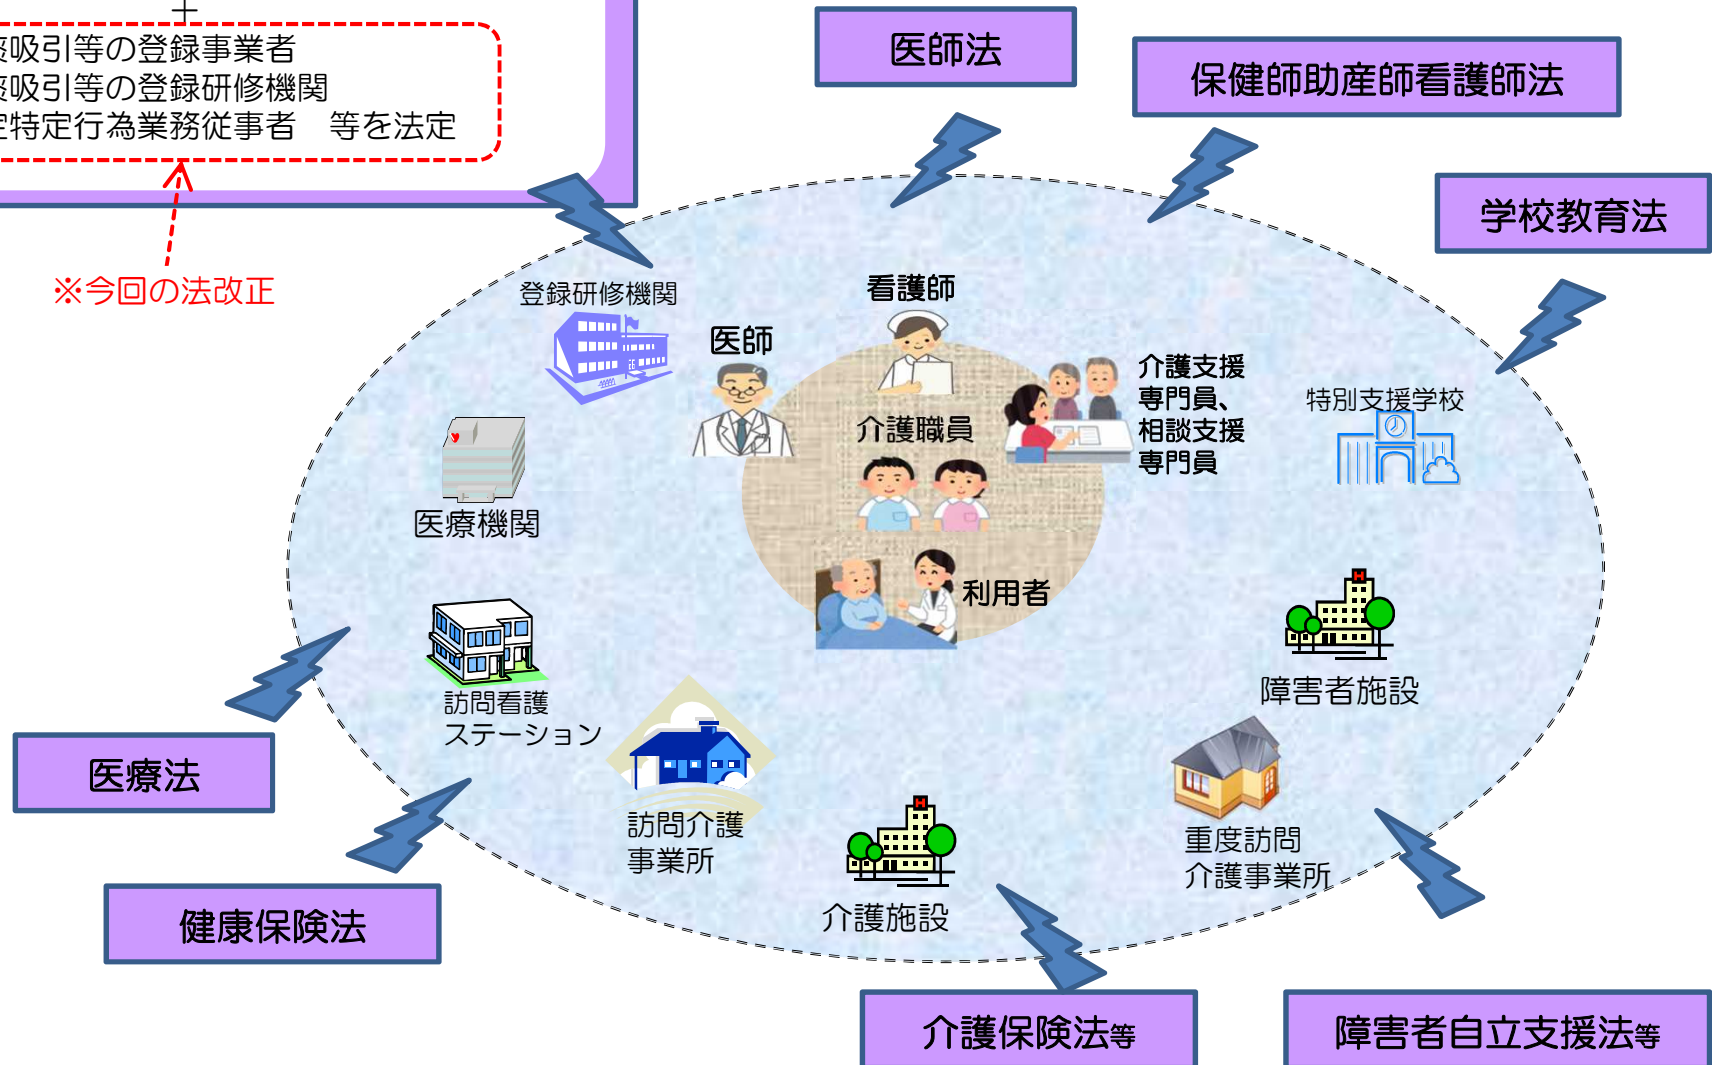 ＋
吸引等の登録事業者
吸引等の登録研修機関
特定行為業務従事者　等を法定
※今回の法改正
医師法
保健師助産師看護師法
学校教育法
登録研修機関
看護師
医師
介護支援
専門員、
相談支援
専門員
特別支援学校
介護職員
医療機関
利用者
訪問看護
ステーション
障害者施設
医療法
訪問介護
事業所
重度訪問
介護事業所
介護施設
健康保険法
介護保険法等
障害者自立支援法等